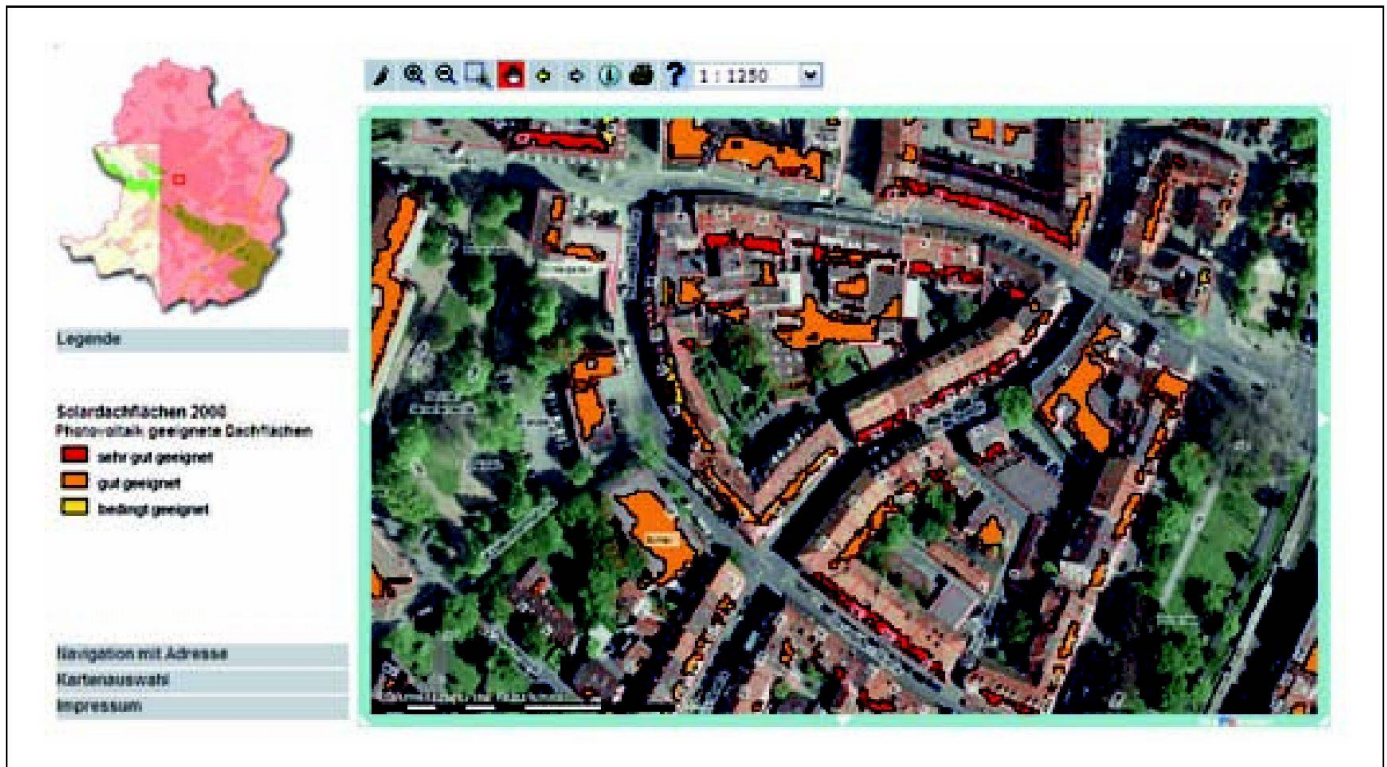 1 : 1250
Legende
Solardachflächen 2008
Photovoltaik geeignete Dachflächen
sehr gut geeignet
gut geeignet
bedingt geeignet
Navigation mit Adresse
Kartenauswahl
Impressum